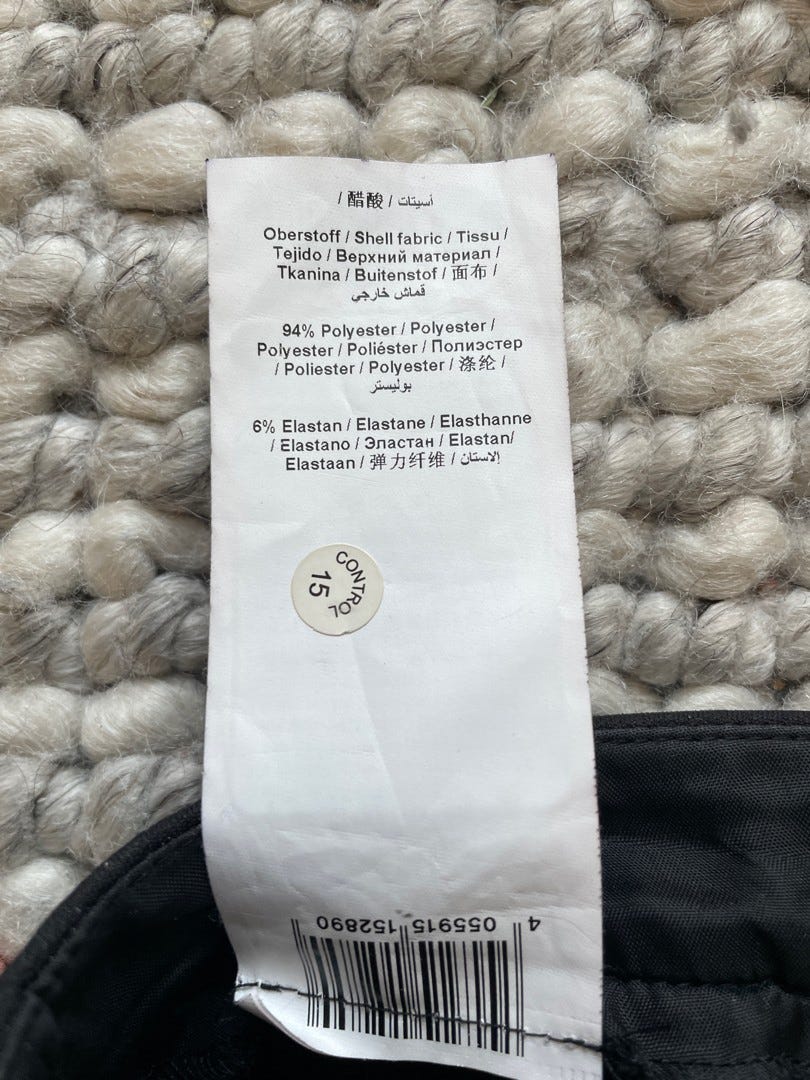 / 醋酸 / أسيتات
Oberstoff / Shell fabric / Tissu /
Tejido / Верхний материал /
Tkanina / Buitenstof / 面布 /
قماش خارجي
94% Polyester / Polyester /
Polyester / Poliéster / Полиэстер
/ Poliester / Polyester / 涤纶 /
بوليستر
6% Elastan / Elastane / Elasthanne
/ Elastano / Эластан / Elastan/
Elastaan / 弹力纤维 / الاستان
CONTROL
15
4 055915 152890